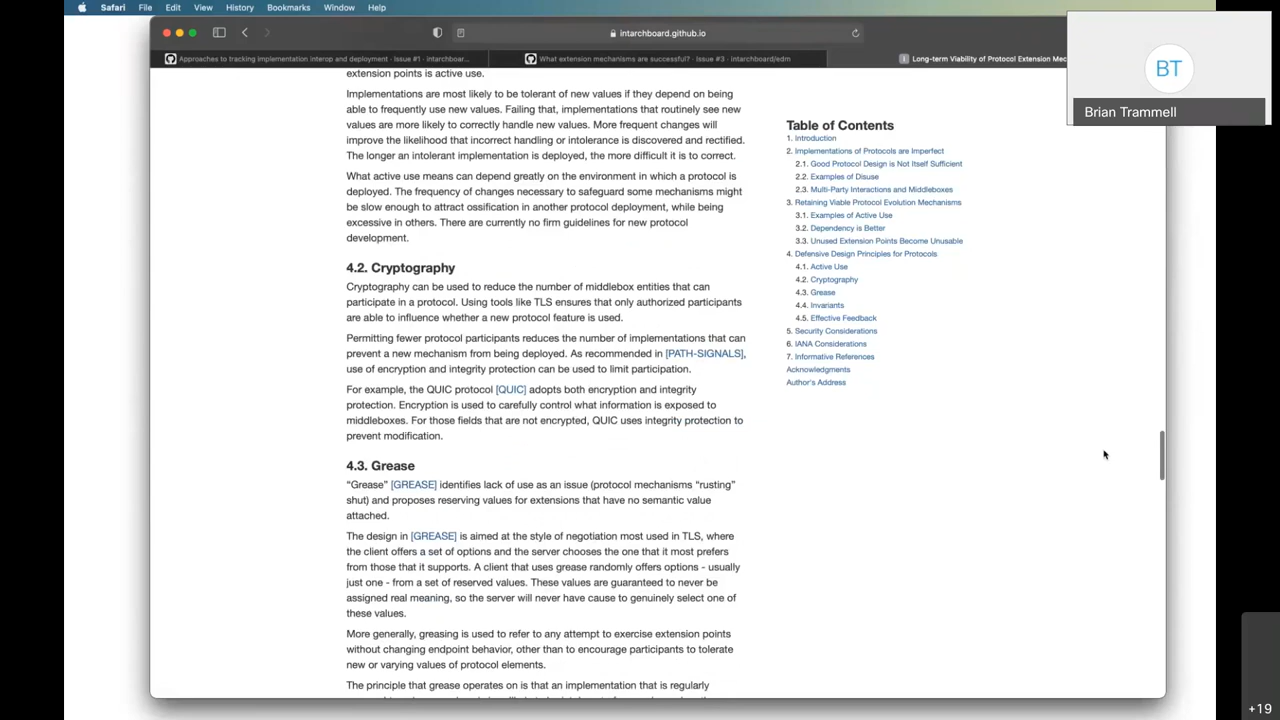 Safari File Edit View History Bookmarks Window Help
intarchboard.github.io
Approaches to tracking implementation interop and deployment · Issue #1 · intarchboar...
What extension mechanisms are successful? · Issue #3 · intarchboard/edm
Long-term Viability of Protocol Extension Mec
BT
Brian Trammell
extension points is active use.
Implementations are most likely to be tolerant of new values if they depend on being
able to frequently use new values. Failing that, implementations that routinely see new
values are more likely to correctly handle new values. More frequent changes will
improve the likelihood that incorrect handling or intolerance is discovered and rectified.
The longer an intolerant implementation is deployed, the more difficult it is to correct.
What active use means can depend greatly on the environment in which a protocol is
deployed. The frequency of changes necessary to safeguard some mechanisms might
be slow enough to attract ossification in another protocol deployment, while being
excessive in others. There are currently no firm guidelines for new protocol
development.
4.2. Cryptography
Cryptography can be used to reduce the number of middlebox entities that can
participate in a protocol. Using tools like TLS ensures that only authorized participants
are able to influence whether a new protocol feature is used.
Permitting fewer protocol participants reduces the number of implementations that can
prevent a new mechanism from being deployed. As recommended in [PATH-SIGNALS],
use of encryption and integrity protection can be used to limit participation.
For example, the QUIC protocol [QUIC] adopts both encryption and integrity
protection. Encryption is used to carefully control what information is exposed to
middleboxes. For those fields that are not encrypted, QUIC uses integrity protection to
prevent modification.
4.3. Grease
“Grease” [GREASE] identifies lack of use as an issue (protocol mechanisms “rusting”
shut) and proposes reserving values for extensions that have no semantic value
attached.
The design in [GREASE] is aimed at the style of negotiation most used in TLS, where
the client offers a set of options and the server chooses the one that it most prefers
from those that it supports. A client that uses grease randomly offers options - usually
just one - from a set of reserved values. These values are guaranteed to never be
assigned real meaning, so the server will never have cause to genuinely select one of
these values.
More generally, greasing is used to refer to any attempt to exercise extension points
without changing endpoint behavior, other than to encourage participants to tolerate
new or varying values of protocol elements.
The principle that grease operates on is that an implementation that is regularly
Table of Contents
1. Introduction
2. Implementations of Protocols are Imperfect
2.1. Good Protocol Design is Not Itself Sufficient
2.2. Examples of Disuse
2.3. Multi-Party Interactions and Middleboxes
3. Retaining Viable Protocol Evolution Mechanisms
3.1. Examples of Active Use
3.2. Dependency is Better
3.3. Unused Extension Points Become Unusable
4. Defensive Design Principles for Protocols
4.1. Active Use
4.2. Cryptography
4.3. Grease
4.4. Invariants
4.5. Effective Feedback
5. Security Considerations
6. IANA Considerations
7. Informative References
Acknowledgments
Author's Address
+19